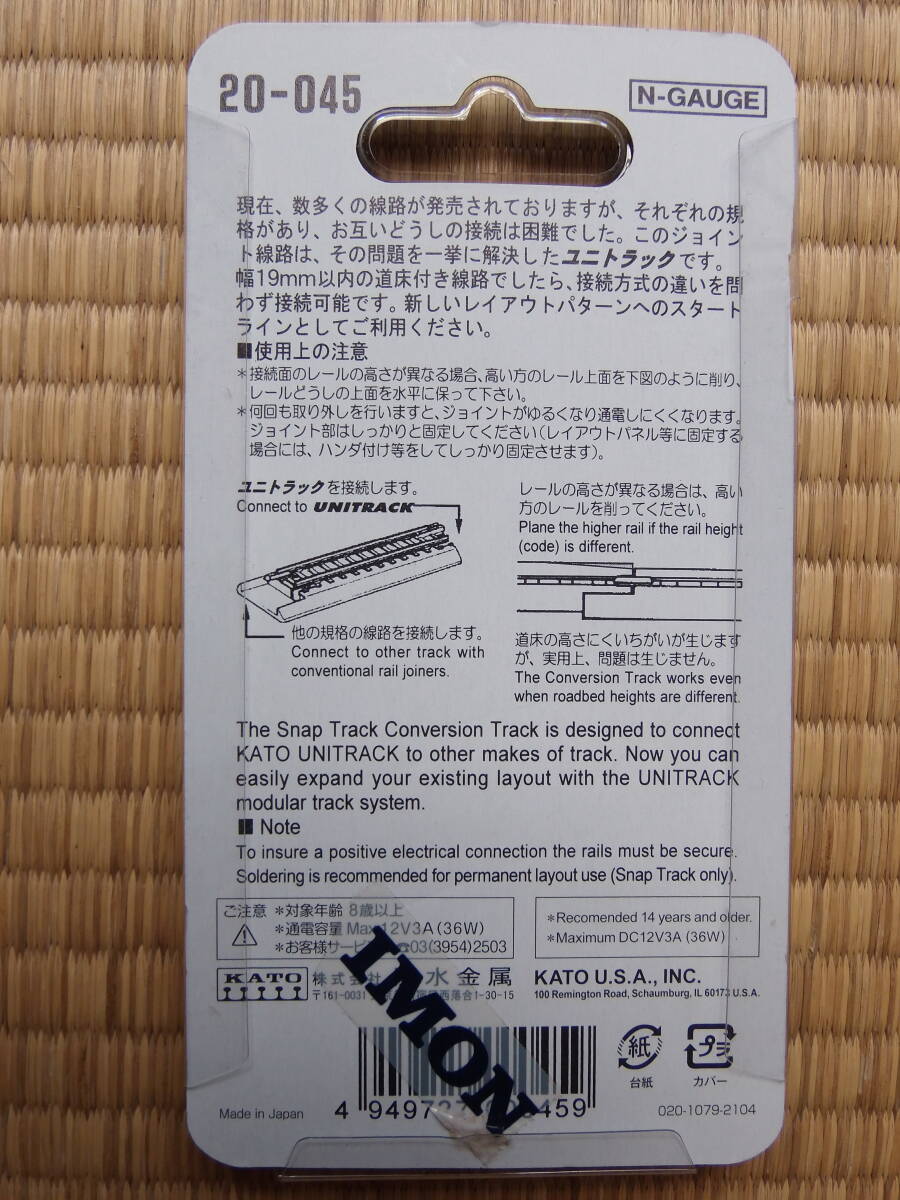 20-045
N-GAUGE
現在、数多くの線路が発売されておりますが、それぞれの規
格があり、お互いどうしの接続は困難でした。このジョイン
ト線路は、その問題を一挙に解決したユニトラックです。
幅19mm以内の道床付き線路でしたら、接続方式の違いを問
わず接続可能です。新しいレイアウトパターンへのスタート
ラインとしてご利用ください。
■使用上の注意
*接続面のレールの高さが異なる場合、高い方のレール上面を下図のように削り、
レールどうしの上面を水平に保って下さい。
*何回も取り外しを行いますと、ジョイントがゆるくなり通電しにくくなります。
ジョイント部はしっかりと固定してください(レイアウトパネル等に固定する
場合には、ハンダ付け等をしてしっかり固定させます)。
ユニトラックを接続します。
Connect to UNITRACK
他の規格の線路を接続します。
Connect to other track with
conventional rail joiners.
レールの高さが異なる場合は、高い
方のレールを削ってください。
Plane the higher rail if the rail height
(code) is different.
道床の高さにくいちがいが生じます
が、実用上、問題は生じません。
The Conversion Track works even
when roadbed heights are different.
The Snap Track Conversion Track is designed to connect
KATO UNITRACK to other makes of track. Now you can
easily expand your existing layout with the UNITRACK
modular track system.
■ Note
To insure a positive electrical connection the rails must be secure.
Soldering is recommended for permanent layout use (Snap Track only).
ご注意 *対象年齢 8歳以上
*通電容量 Max 12V3A (36W)
*お客様サービ ☎03(3954)2503
*Recomended 14 years and older.
*Maximum DC12V3A (36W)
KATO 株式会 水金属
〒161-0031 西落合1-30-15
KATO U.S.A., INC.
100 Remington Road, Schaumburg, IL 60173 U.S.A.
IMON
紙
台紙
プラ
カバー
Made in Japan
4 94972 459
020-1079-2104